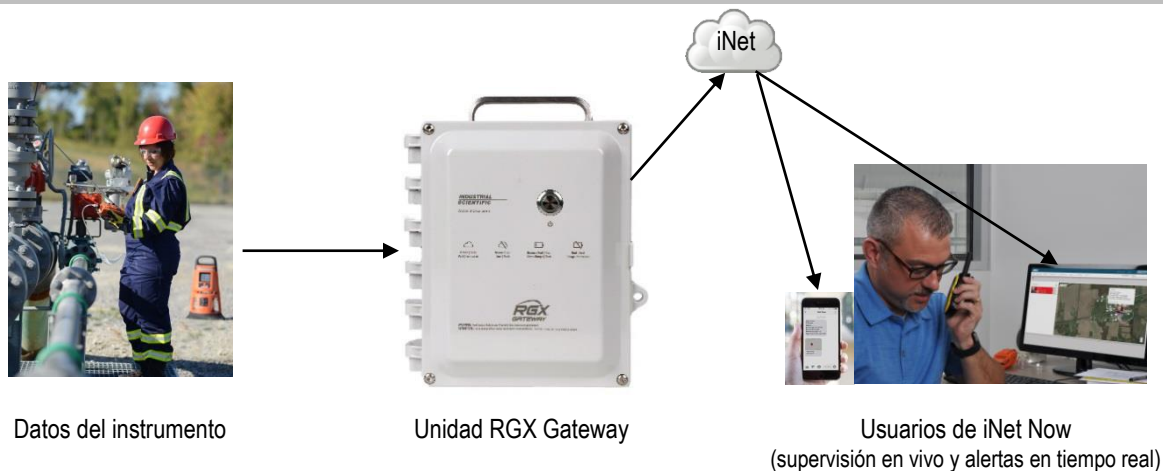 iNet
INDUSTRIAL
SCIENTIFIC
RGX
GATEWAY
Datos del instrumento
Unidad RGX Gateway
Usuarios de iNet Now
(supervisión en vivo y alertas en tiempo real)